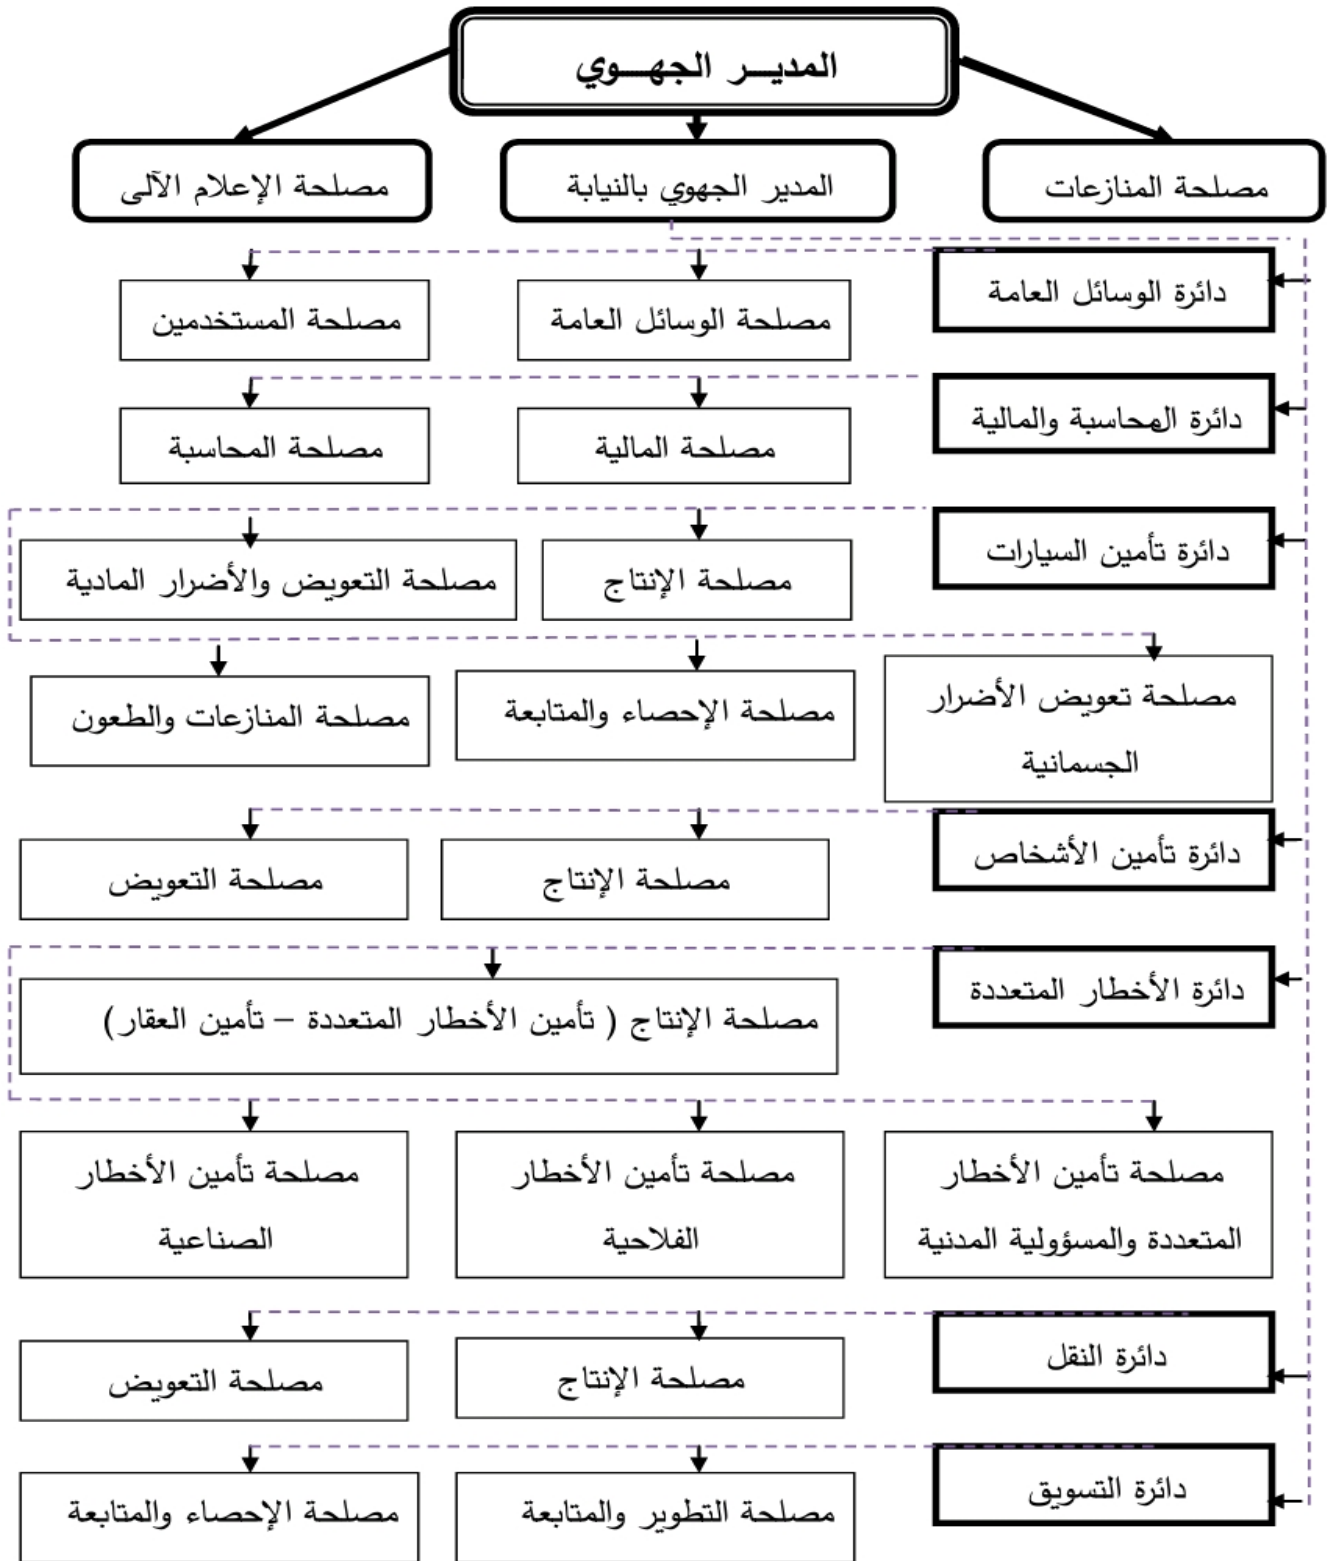 المديـــر الجهـــوي
مصلحة المنازعات
المدير الجهوي بالنيابة
مصلحة الإعلام الآلى
دائرة الوسائل العامة
مصلحة الوسائل العامة
مصلحة المستخدمين
دائرة المحاسبة والمالية
مصلحة المالية
مصلحة المحاسبة
دائرة تأمين السيارات
مصلحة الإنتاج
مصلحة التعويض والأضرار المادية
مصلحة تعويض الأضرار
الجسمانية
مصلحة الإحصاء والمتابعة
مصلحة المنازعات والطعون
دائرة تأمين الأشخاص
مصلحة الإنتاج
مصلحة التعويض
دائرة الأخطار المتعددة
مصلحة الإنتاج ( تأمين الأخطار المتعددة – تأمين العقار)
مصلحة تأمين الأخطار
المتعددة والمسؤولية المدنية
مصلحة تأمين الأخطار
الفلاحية
مصلحة تأمين الأخطار
الصناعية
دائرة النقل
مصلحة الإنتاج
مصلحة التعويض
دائرة التسويق
مصلحة التطوير والمتابعة
مصلحة الإحصاء والمتابعة